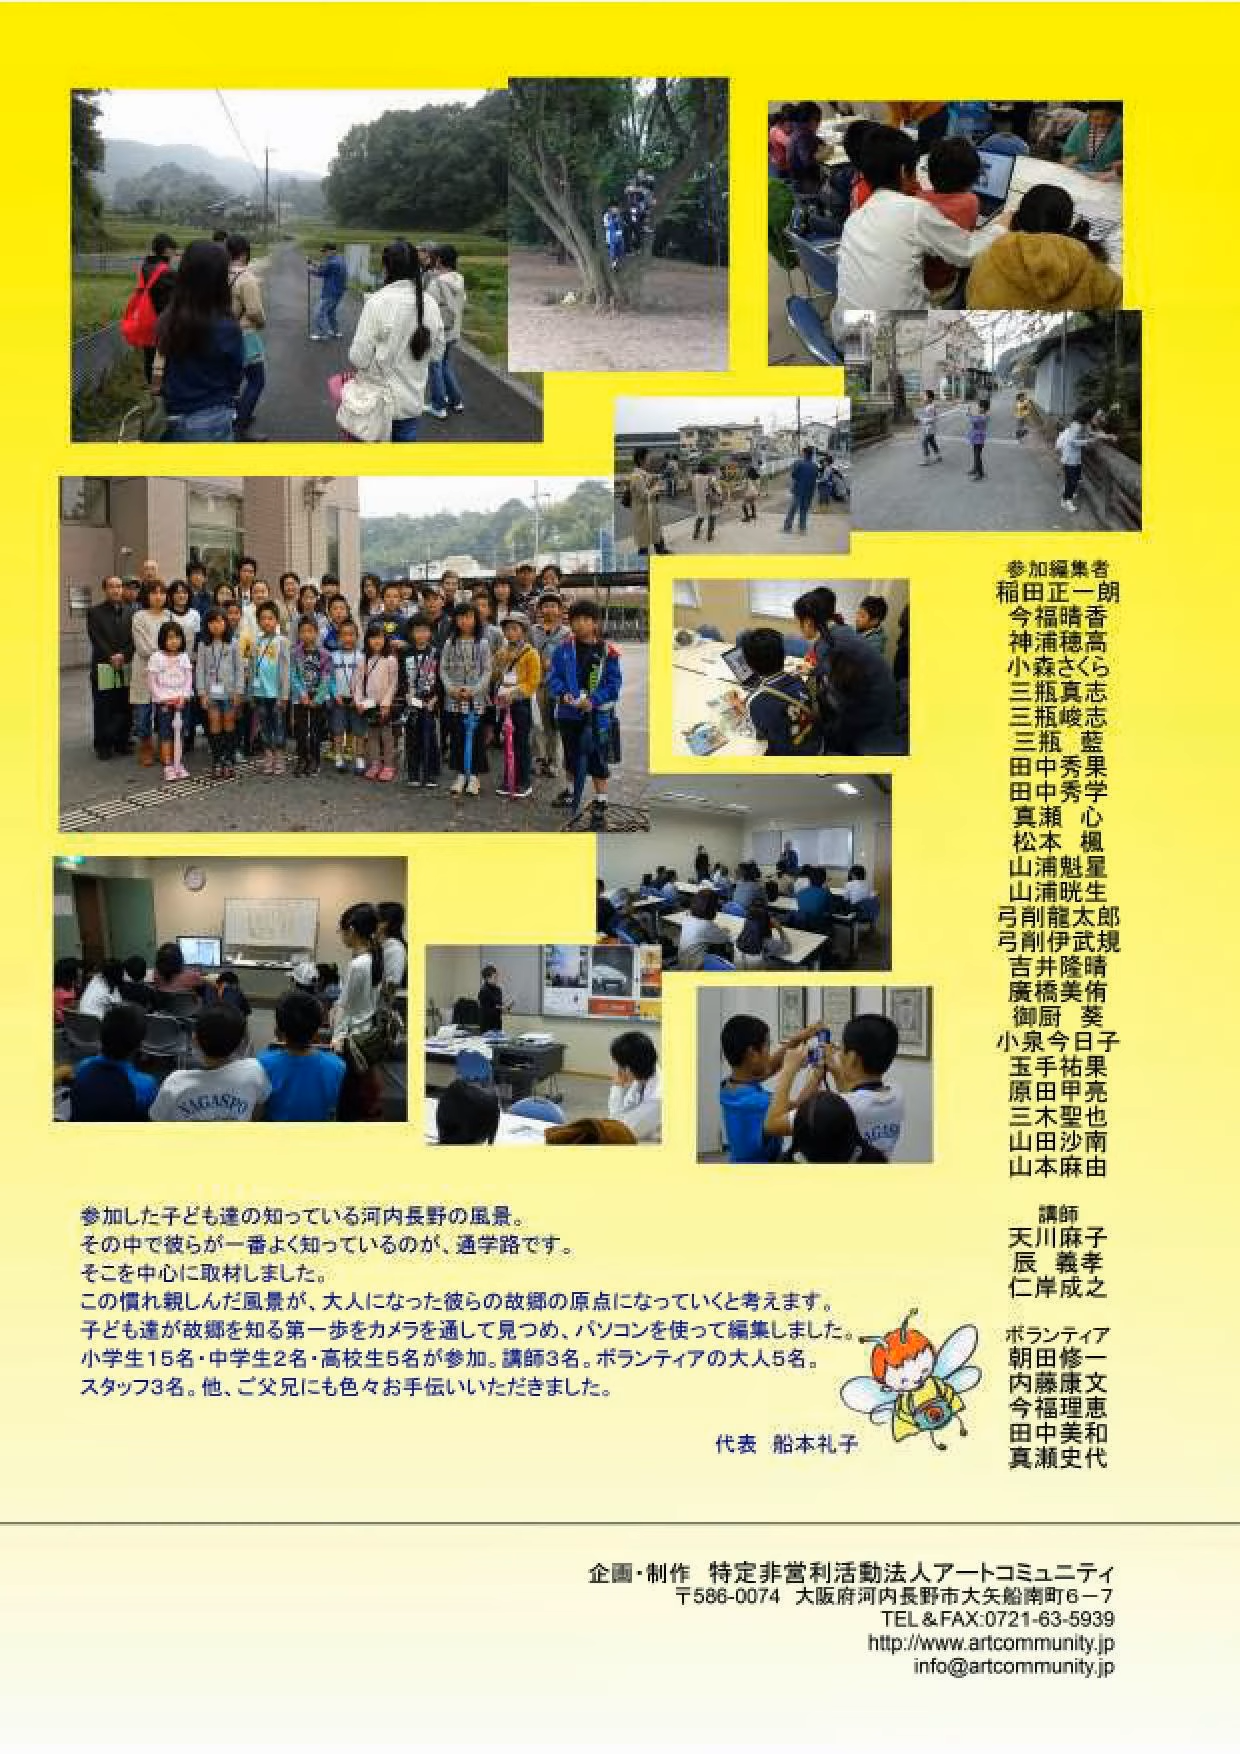 参加編集者
稲田正一朗
今福晴香
神浦穂高
小森さくら
三瓶真志
三瓶峻志
三瓶 藍
田中秀果
田中秀学
真瀬 心
松本 楓
山浦魁星
山浦晄生
弓削龍太郎
弓削伊武規
吉井隆晴
廣橋美侑
御厨 葵
小泉今日子
玉手祐果
原田甲亮
三木聖也
山田沙南
山本麻由
講師
天川麻子
辰 義孝
仁岸成之
ボランティア
朝田修一
内藤康文
今福理恵
田中美和
真瀬史代
NAGASPO
参加した子ども達の知っている河内長野の風景。
その中で彼らが一番よく知っているのが、通学路です。
そこを中心に取材しました。
この慣れ親しんだ風景が、大人になった彼らの故郷の原点になっていくと考えます。
子ども達が故郷を知る第一歩をカメラを通して見つめ、パソコンを使って編集しました。
小学生15名・中学生2名・高校生5名が参加。講師3名。ボランティアの大人5名。
スタッフ3名。他、ご父兄にも色々お手伝いいただきました。
代表 船本礼子
企画・制作 特定非営利活動法人アートコミュニティ
〒586-0074 大阪府河内長野市大矢船南町6－7
TEL&FAX:0721-63-5939
http://www.artcommunity.jp
info@artcommunity.jp